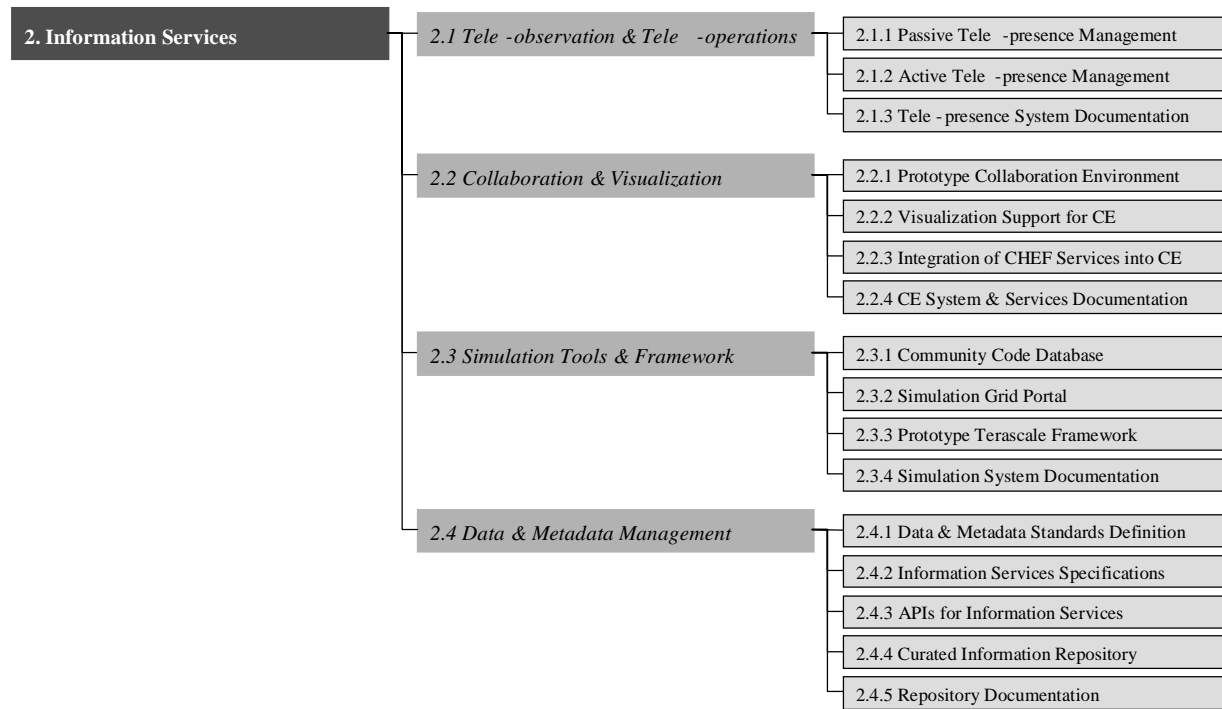 2. Information Services
2.1 Tele -observation & Tele -operations
2.1.1 Passive Tele -presence Management
2.1.2 Active Tele -presence Management
2.1.3 Tele - presence System Documentation
2.2 Collaboration & Visualization
2.2.1 Prototype Collaboration Environment
2.2.2 Visualization Support for CE
2.2.3 Integration of CHEF Services into CE
2.2.4 CE System & Services Documentation
2.3 Simulation Tools & Framework
2.3.1 Community Code Database
2.3.2 Simulation Grid Portal
2.3.3 Prototype Terascale Framework
2.3.4 Simulation System Documentation
2.4 Data & Metadata Management
2.4.1 Data & Metadata Standards Definition
2.4.2 Information Services Specifications
2.4.3 APIs for Information Services
2.4.4 Curated Information Repository
2.4.5 Repository Documentation